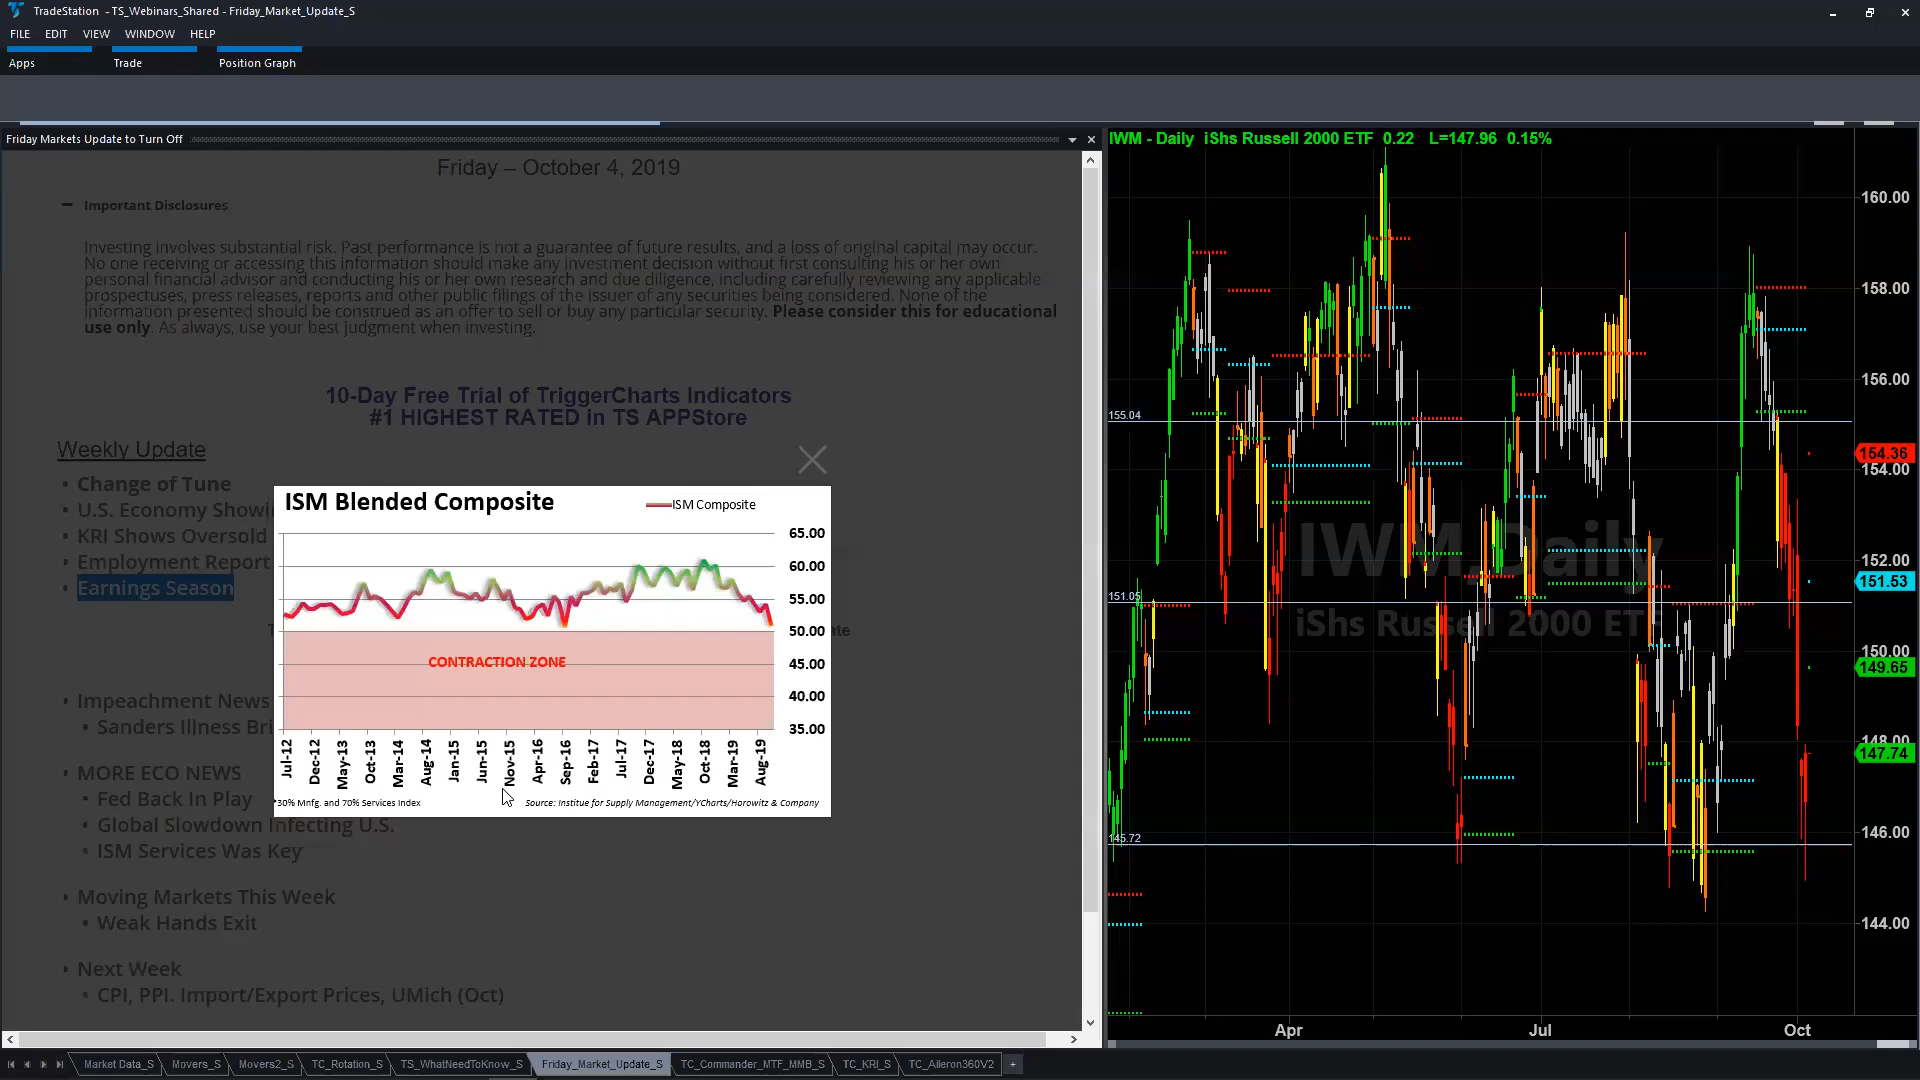 TradeStation - TS_Webinars_Shared - Friday_Market_Update_S
FILE EDIT VIEW WINDOW HELP
Apps Trade Position Graph
Friday Markets Update to Turn Off
Friday – October 4, 2019
Important Disclosures
Investing involves substantial risk. Past performance is not a guarantee of future results, and a loss of original capital may occur.
No one receiving or accessing this information should make any investment decision without first consulting his or her own
personal financial advisor and conducting his or her own research and due diligence, including carefully reviewing any applicable
prospectuses, press releases, reports and other public filings of the issuer of any securities being considered. None of the
information presented should be construed as an offer to sell or buy any particular security. Please consider this for educational
use only. As always, use your best judgment when investing.
10-Day Free Trial of TriggerCharts Indicators
#1 HIGHEST RATED in TS APPStore
Weekly Update
• Change of Tune
• U.S. Economy Showi
• KRI Shows Oversold
• Employment Report
• Earnings Season
ISM Blended Composite
ISM Composite
65.00
60.00
55.00
50.00
45.00
40.00
35.00
CONTRACTION ZONE
Jul-12 Dec-12 May-13 Oct-13 Mar-14 Aug-14 Jan-15 Jun-15 Nov-15 Apr-16 Sep-16 Feb-17 Jul-17 Dec-17 May-18 Oct-18 Mar-19 Aug-19
*30% Mnfg. and 70% Services Index
Source: Institue for Supply Management/YCharts/Horowitz & Company
• Impeachment News
• Sanders Illness Bri
• MORE ECO NEWS
• Fed Back In Play
• Global Slowdown Infecting U.S.
• ISM Services Was Key
• Moving Markets This Week
• Weak Hands Exit
• Next Week
• CPI, PPI. Import/Export Prices, UMich (Oct)
IWM - Daily iShs Russell 2000 ETF 0.22 L=147.96 0.15%
IWM,Daily
iShs Russell 2000 ETF
155.04
151.05
145.72
160.00
158.00
156.00
154.36
154.00
152.00
151.53
150.00
149.65
148.00
147.74
146.00
144.00
Apr Jul Oct
Market Data_S Movers_S Movers2_S TC_Rotation_S TS_WhatNeedToKnow_S Friday_Market_Update_S TC_Commander_MTF_MMB_S TC_KRI_S TC_Aileron360V2 +